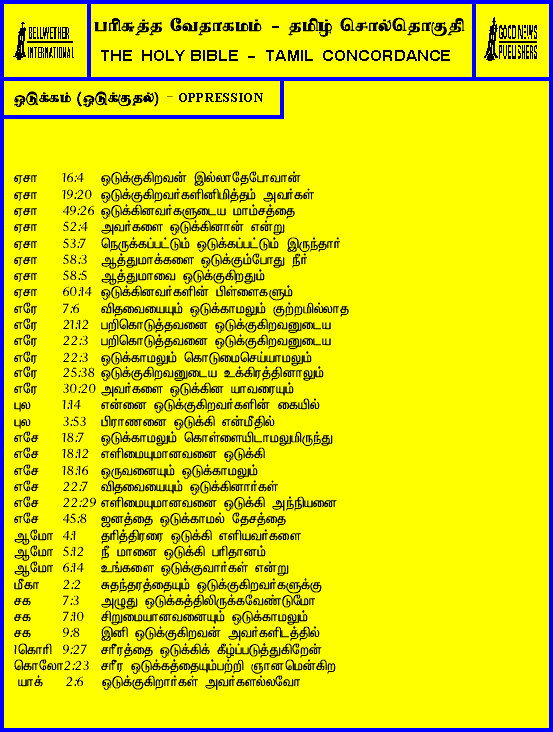 BELLWETHER
INTERNATIONAL
பரிசுத்த வேதாகமம் - தமிழ் சொல்தொகுதி
THE HOLY BIBLE - TAMIL CONCORDANCE
GOOD NEWS
PUBLISHERS
ஒடுக்கம் (ஒடுக்குதல்) - OPPRESSION
ஏசா 16:4 ஒடுக்குகிறவன் இல்லாதேபோவான்
ஏசா 19:20 ஒடுக்குகிறவர்களினிமித்தம் அவர்கள்
ஏசா 49:26 ஒடுக்கினவர்களுடைய மாம்சத்தை
ஏசா 52:4 அவர்களை ஒடுக்கினான் என்று
ஏசா 53:7 நெருக்கப்பட்டும் ஒடுக்கப்பட்டும் இருந்தார்
ஏசா 58:3 ஆத்துமாக்களை ஒடுக்கும்போது நீர்
ஏசா 58:5 ஆத்துமாவை ஒடுக்குகிறதும்
ஏசா 60:14 ஒடுக்கினவர்களின் பிள்ளைகளும்
எரே 7:6 விதவையையும் ஒடுக்காமலும் குற்றமில்லாத
எரே 21:12 பறிகொடுத்தவனை ஒடுக்குகிறவனுடைய
எரே 22:3 பறிகொடுத்தவனை ஒடுக்குகிறவனுடைய
எரே 22:3 ஒடுக்காமலும் கொடுமைசெய்யாமலும்
எரே 25:38 ஒடுக்குகிறவனுடைய உக்கிரத்தினாலும்
எரே 30:20 அவர்களை ஒடுக்கின யாவரையும்
புல 1:14 என்னை ஒடுக்குகிறவர்களின் கையில்
புல 3:53 பிராணனை ஒடுக்கி என்மீதில்
எசே 18:7 ஒடுக்காமலும் கொள்ளையிடாமலுமிருந்து
எசே 18:12 எளிமையுமானவனை ஒடுக்கி
எசே 18:16 ஒருவனையும் ஒடுக்காமலும்
எசே 22:7 விதவையையும் ஒடுக்கினார்கள்
எசே 22:29 எளிமையுமானவனை ஒடுக்கி அந்நியனை
எசே 45:8 ஜனத்தை ஒடுக்காமல் தேசத்தை
ஆமோ 4:1 தரித்திரரை ஒடுக்கி எளியவர்களை
ஆமோ 5:12 நீ மானை ஒடுக்கி பரிதானம்
ஆமோ 6:14 உங்களை ஒடுக்குவார்கள் என்று
மீகா 2:2 சுதந்தரத்தையும் ஒடுக்குகிறவர்களுக்கு
சக 7:3 அழுது ஒடுக்கத்திலிருக்கவேண்டுமோ
சக 7:10 சிறுமையானவனையும் ஒடுக்காமலும்
சக 9:8 இனி ஒடுக்குகிறவன் அவர்களிடத்தில்
1கொரி 9:27 சரீரத்தை ஒடுக்கிக் கீழ்ப்படுத்துகிறேன்
கொலோ 2:23 சரீர ஒடுக்கத்தையும்பற்றி ஞானமென்கிற
யாக் 2:6 ஒடுக்குகிறார்கள் அவர்களல்லவோ